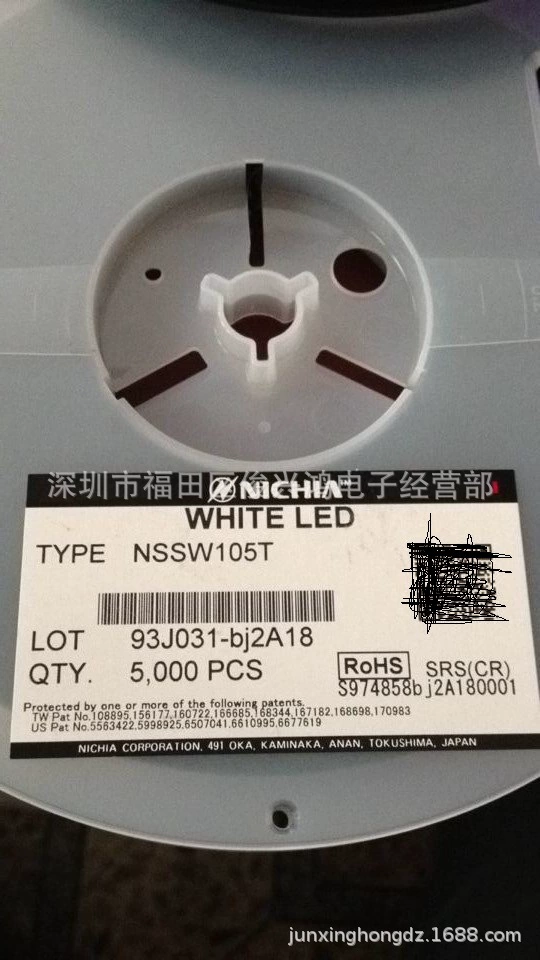 深圳市福田区俊兴鸿电子经营部
NICHIA™
WHITE LED
TYPE NSSW105T
LOT 93J031-bj2A18
QTY. 5,000 PCS
RoHS SRS(CR)
S974858bj2A180001
Protected by one or more of the following patents.
TW Pat No.108895,156177,160722,166685,168344,167182,168698,170983
US Pat No.5563422,5998925,6507041,6610995,6677619
NICHIA CORPORATION, 491 OKA, KAMINAKA, ANAN, TOKUSHIMA, JAPAN
junxinghongdz.1688.com